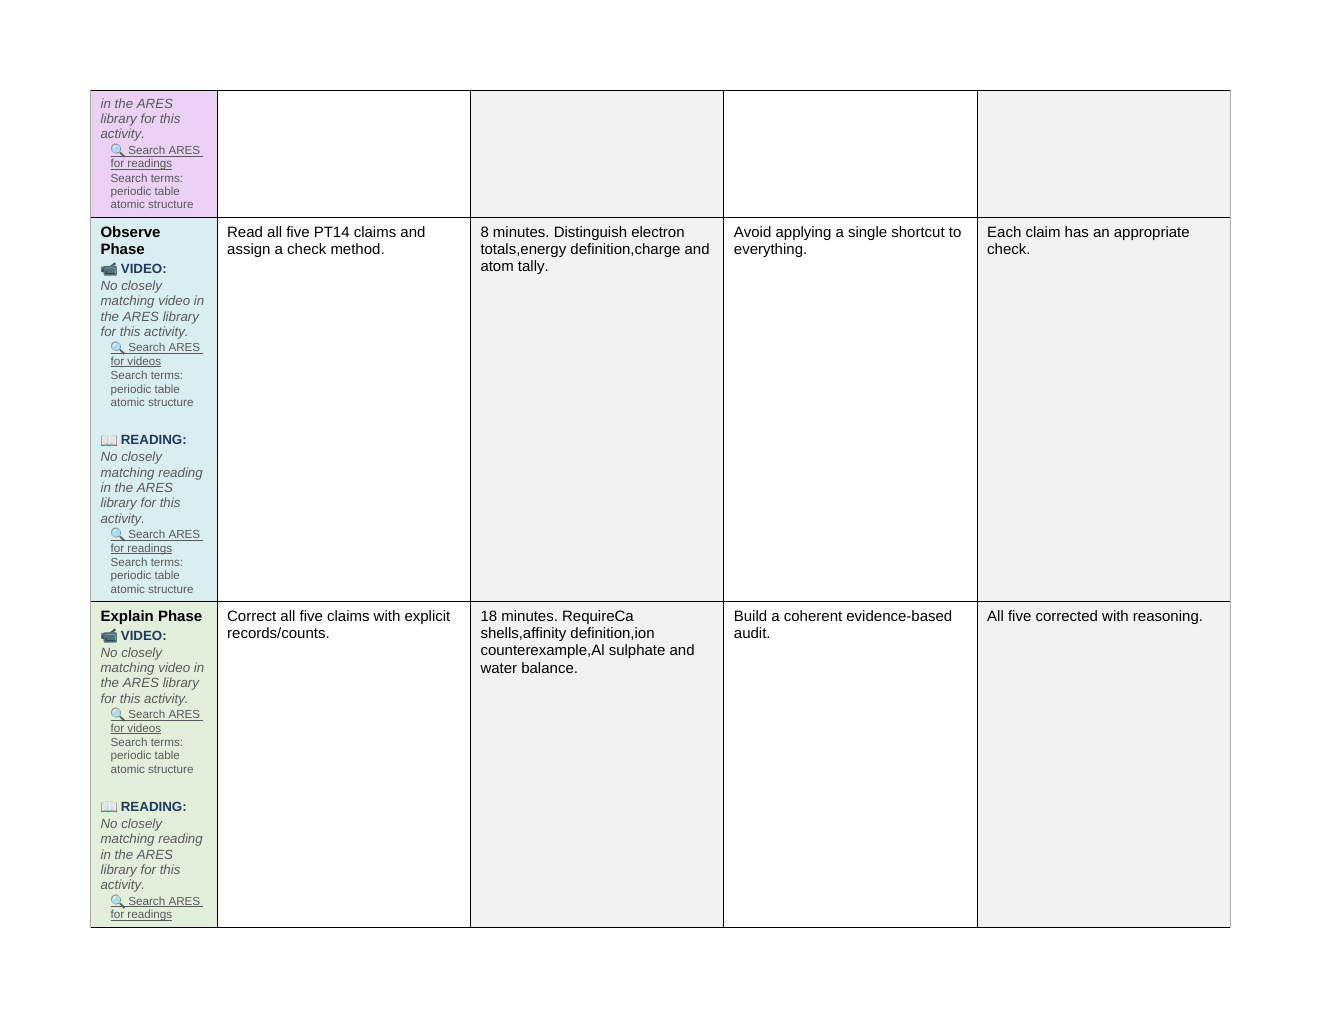 in the ARES
library for this
activity.
🔍 Search ARES
for readings
Search terms:
periodic table
atomic structure
Observe
Phase
📹 VIDEO:
No closely
matching video in
the ARES library
for this activity.
🔍 Search ARES
for videos
Search terms:
periodic table
atomic structure
📖 READING:
No closely
matching reading
in the ARES
library for this
activity.
🔍 Search ARES
for readings
Search terms:
periodic table
atomic structure
Read all five PT14 claims and
assign a check method.
8 minutes. Distinguish electron
totals,energy definition,charge and
atom tally.
Avoid applying a single shortcut to
everything.
Each claim has an appropriate
check.
Explain Phase
📹 VIDEO:
No closely
matching video in
the ARES library
for this activity.
🔍 Search ARES
for videos
Search terms:
periodic table
atomic structure
📖 READING:
No closely
matching reading
in the ARES
library for this
activity.
🔍 Search ARES
for readings
Correct all five claims with explicit
records/counts.
18 minutes. RequireCa
shells,affinity definition,ion
counterexample,Al sulphate and
water balance.
Build a coherent evidence-based
audit.
All five corrected with reasoning.